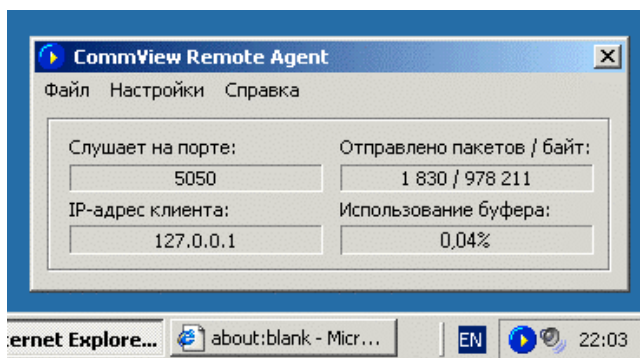 CommView Remote Agent
Файл Настройки Справка
Слушает на порте: Отправлено пакетов / байт:
5050 1 830 / 978 211
IP-адрес клиента: Использование буфера:
127.0.0.1 0,04%
ernet Explore... about:blank - Micr... EN 22:03